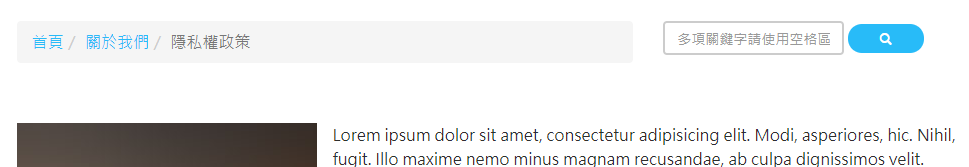 首頁 / 關於我們 / 隱私權政策
多項關鍵字請使用空格區
Lorem ipsum dolor sit amet, consectetur adipisicing elit. Modi, asperiores, hic. Nihil,
fugit. Illo maxime nemo minus magnam recusandae, ab culpa dignissimos velit.